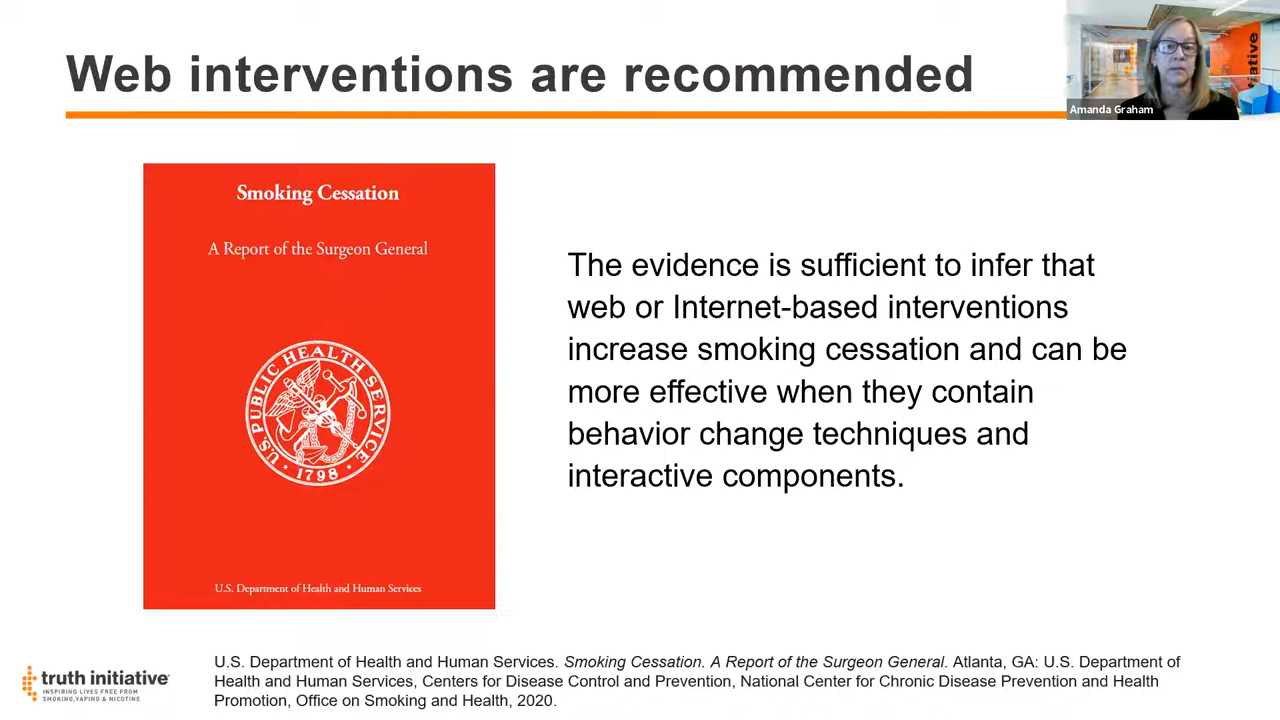 Web interventions are recommended
itiative
Amanda Graham
Smoking Cessation
A Report of the Surgeon General
U.S. PUBLIC HEALTH SERVICE
· 1798 ·
U.S. Department of Health and Human Services
The evidence is sufficient to infer that
web or Internet-based interventions
increase smoking cessation and can be
more effective when they contain
behavior change techniques and
interactive components.
truth initiative
INSPIRING LIVES FREE FROM
SMOKING, VAPING & NICOTINE
U.S. Department of Health and Human Services. Smoking Cessation. A Report of the Surgeon General. Atlanta, GA: U.S. Department of
Health and Human Services, Centers for Disease Control and Prevention, National Center for Chronic Disease Prevention and Health
Promotion, Office on Smoking and Health, 2020.